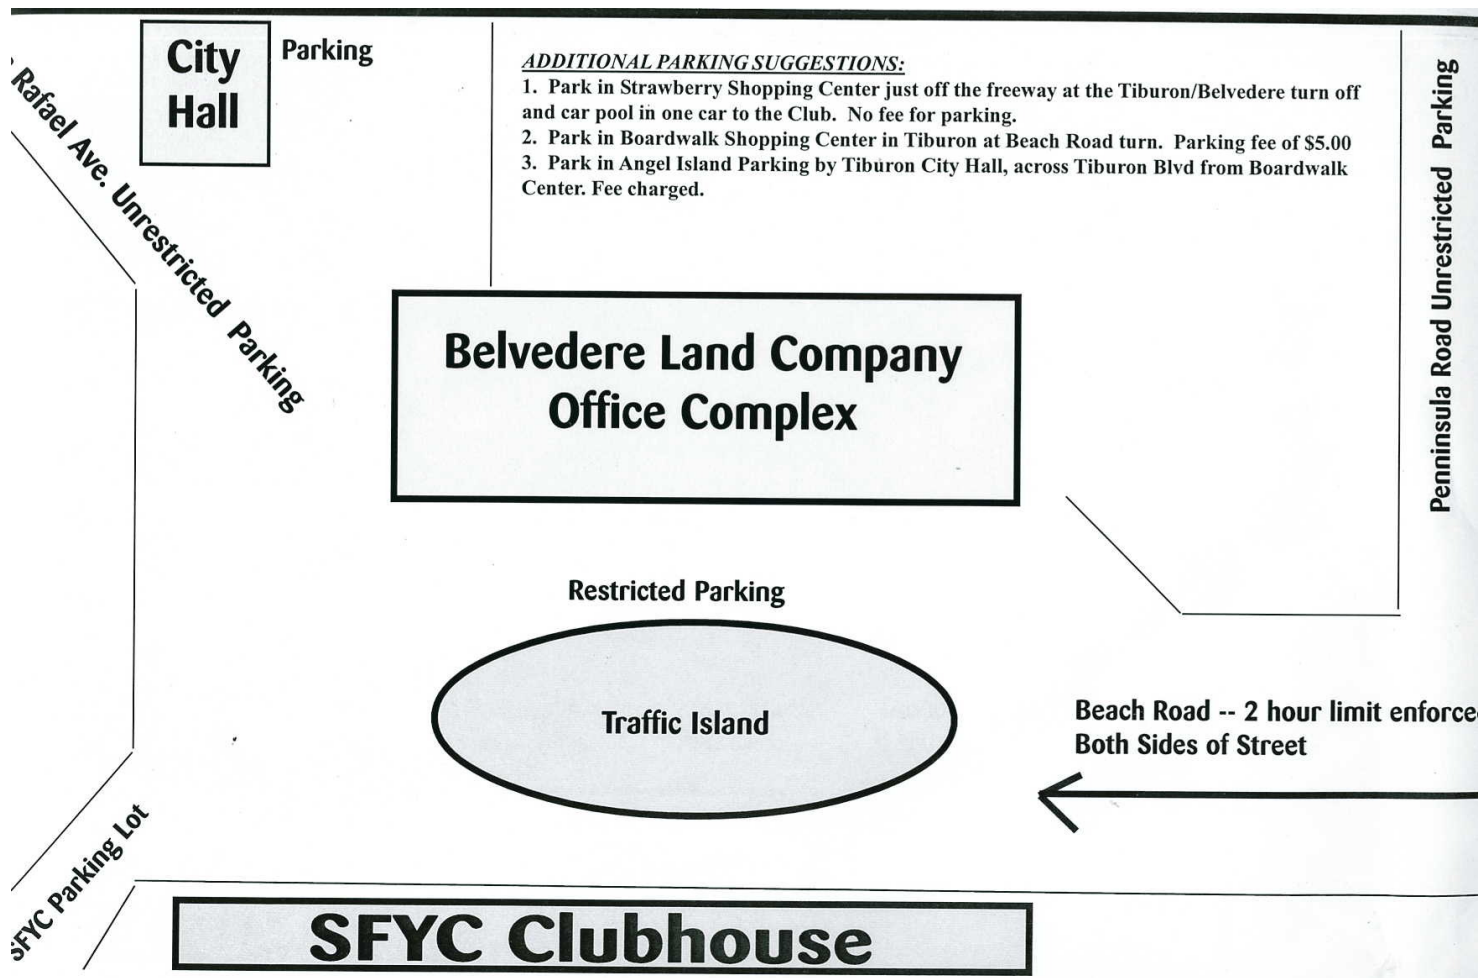 City
Hall
Parking
ADDITIONAL PARKING SUGGESTIONS:
1. Park in Strawberry Shopping Center just off the freeway at the Tiburon/Belvedere turn off
and car pool in one car to the Club. No fee for parking.
2. Park in Boardwalk Shopping Center in Tiburon at Beach Road turn. Parking fee of $5.00
3. Park in Angel Island Parking by Tiburon City Hall, across Tiburon Blvd from Boardwalk
Center. Fee charged.
Rafael Ave. Unrestricted Parking
Penninsula Road Unrestricted Parking
Belvedere Land Company
Office Complex
Restricted Parking
Traffic Island
Beach Road -- 2 hour limit enforce
Both Sides of Street
SFYC Parking Lot
SFYC Clubhouse